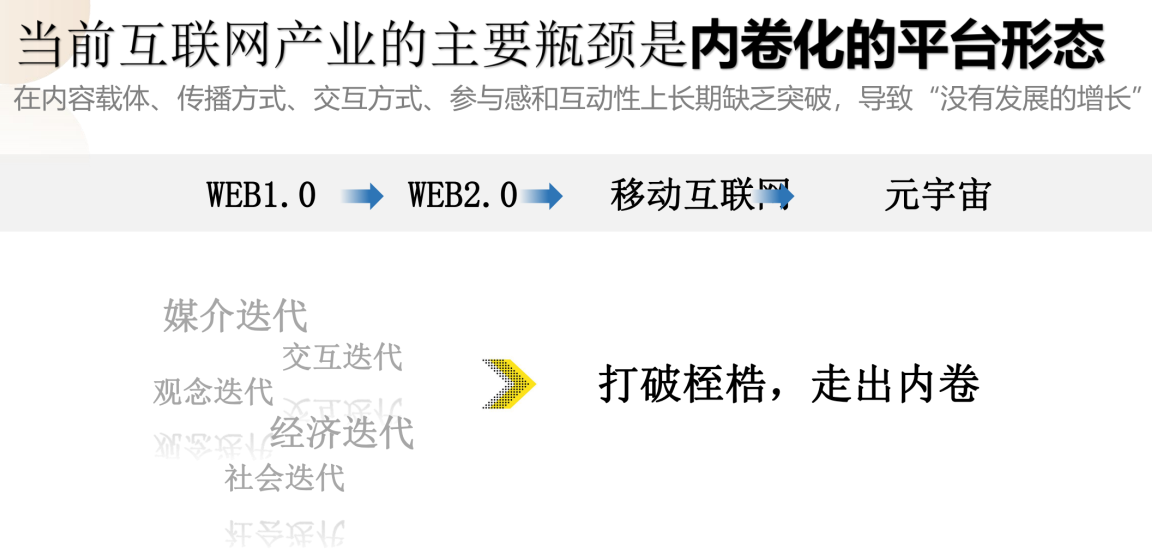 当前互联网产业的主要瓶颈是内卷化的平台形态
在内容载体、传播方式、交互方式、参与感和互动性上长期缺乏突破，导致“没有发展的增长”
WEB1.0 WEB2.0 移动互联网 元宇宙
媒介迭代
交互迭代
观念迭代
打破桎梏，走出内卷
经济迭代
社会迭代